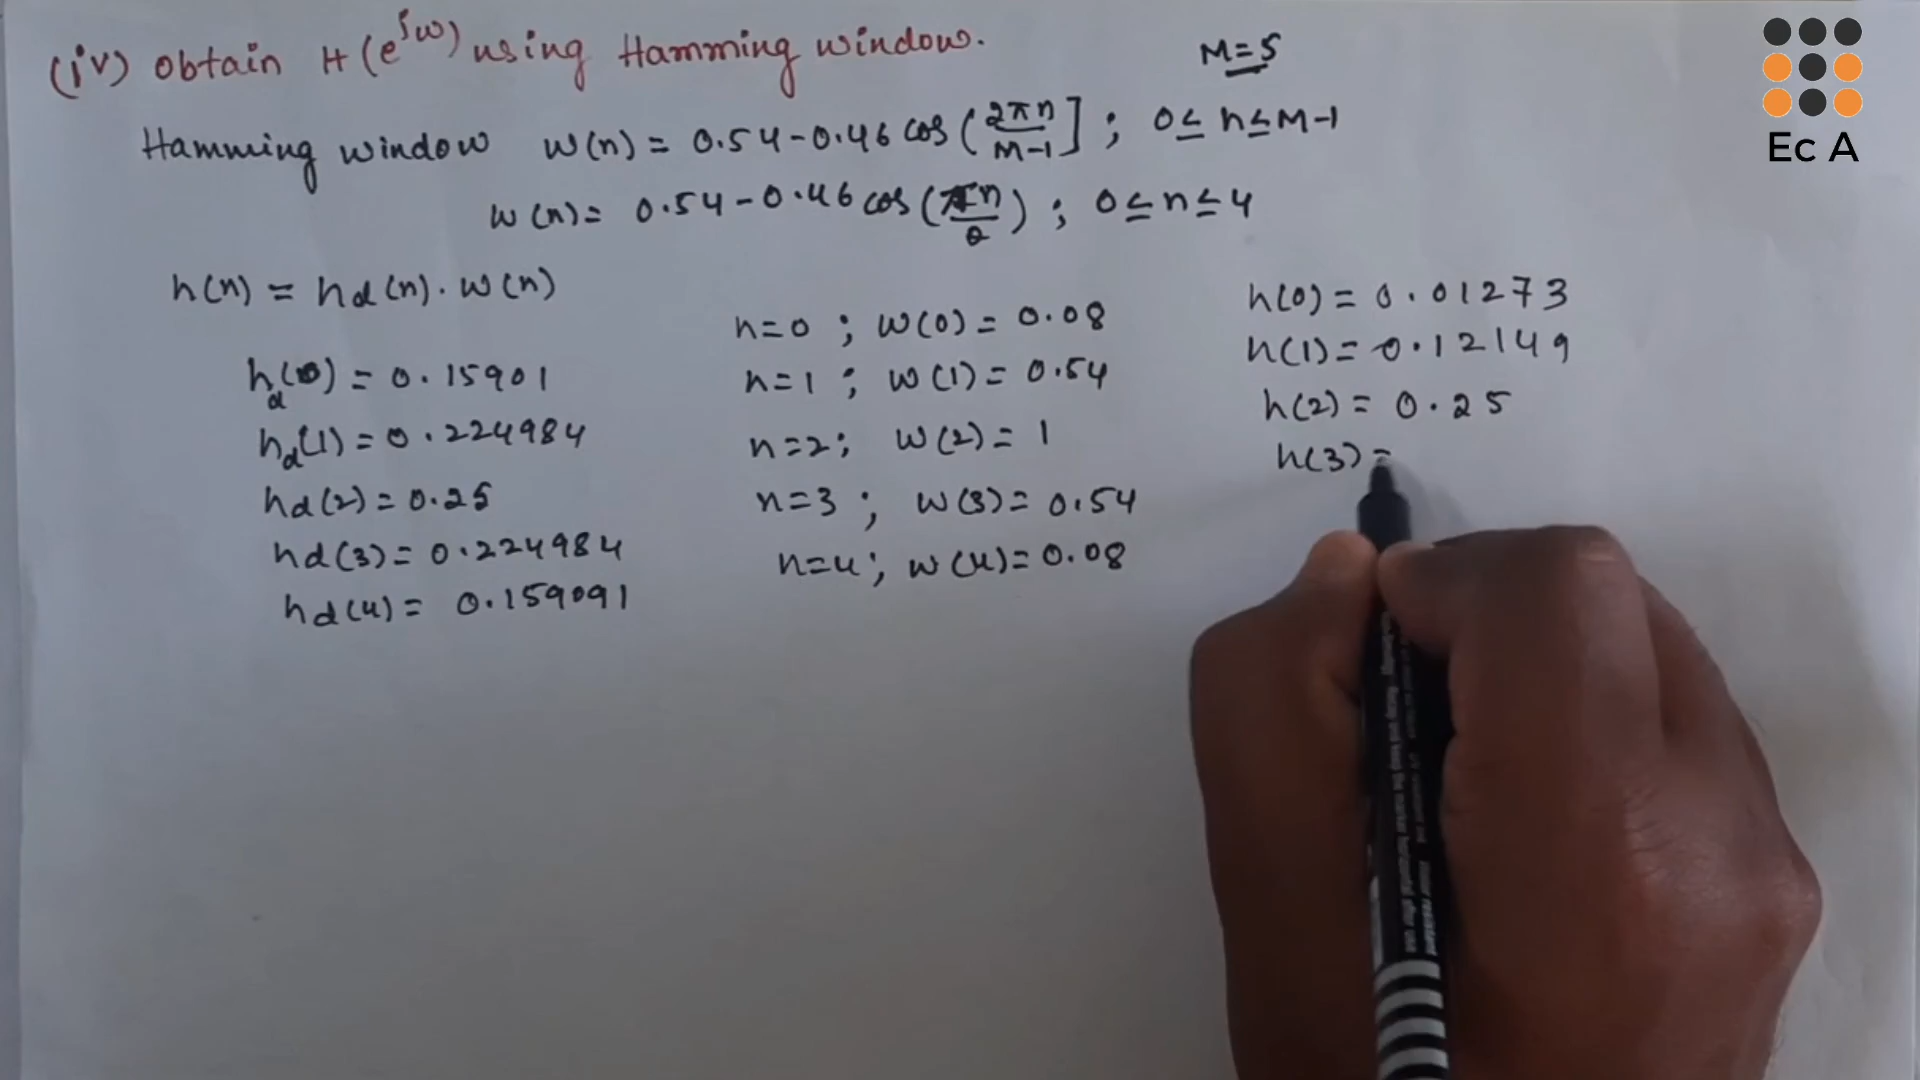 (iv) Obtain H(e^jω) using Hamming window.
M=5
Hamming window w(n) = 0.54-0.46 cos(2πn/M-1]; 0≤n≤M-1
w(n)= 0.54-0.46 cos(πn/2); 0≤n≤4
h(n) = hd(n).w(n)
hd(0) = 0.15901
hd(1)=0.224984
hd(2)=0.25
hd(3)=0.224984
hd(4)= 0.159091
n=0; w(0)= 0.08
n=1; w(1)= 0.54
n=2; w(2)= 1
n=3; w(3)= 0.54
n=4; w(4)= 0.08
h(0)= 0.01273
h(1)= 0.12149
h(2)= 0.25
h(3)=
Ec A